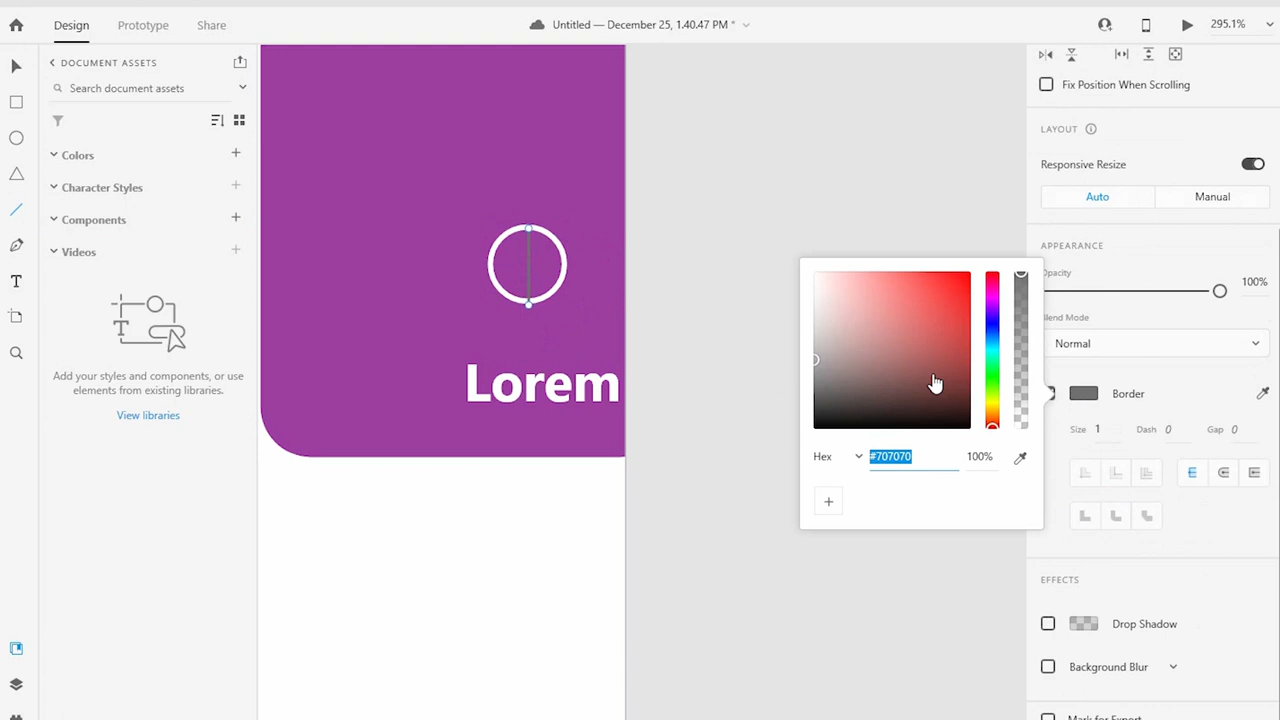 Design Prototype Share
Untitled — December 25, 1.40.47 PM *
295.1%
DOCUMENT ASSETS
Search document assets
Colors
Character Styles
Components
Videos
T
Add your styles and components, or use
elements from existing libraries.
View libraries
T
Lorem
Hex #707070 100%
Fix Position When Scrolling
LAYOUT
Responsive Resize
Auto Manual
APPEARANCE
Opacity
100%
Blend Mode
Normal
Border
Size 1 Dash 0 Gap 0
EFFECTS
Drop Shadow
Background Blur
Mark for Export